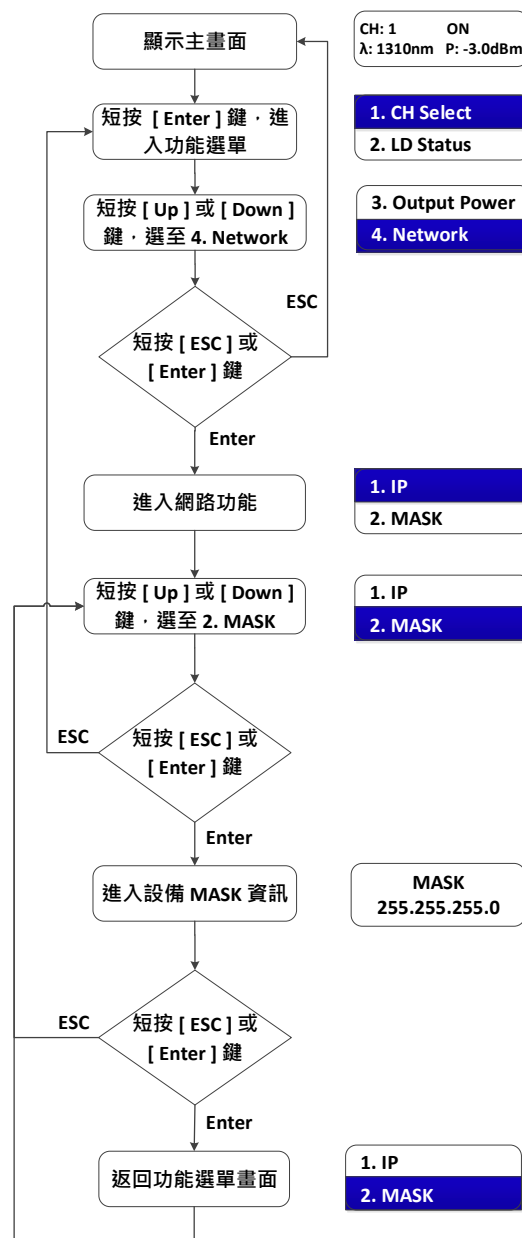 顯示主畫面
CH: 1 ON
λ: 1310nm P: -3.0dBm
短按 [ Enter ] 鍵，進
入功能選單
1. CH Select
2. LD Status
短按 [ Up ] 或 [ Down ]
鍵，選至 4. Network
3. Output Power
4. Network
ESC
短按 [ ESC ] 或
[ Enter ] 鍵
Enter
進入網路功能
1. IP
2. MASK
短按 [ Up ] 或 [ Down ]
鍵，選至 2. MASK
1. IP
2. MASK
ESC
短按 [ ESC ] 或
[ Enter ] 鍵
Enter
進入設備 MASK 資訊
MASK
255.255.255.0
ESC
短按 [ ESC ] 或
[ Enter ] 鍵
Enter
返回功能選單畫面
1. IP
2. MASK